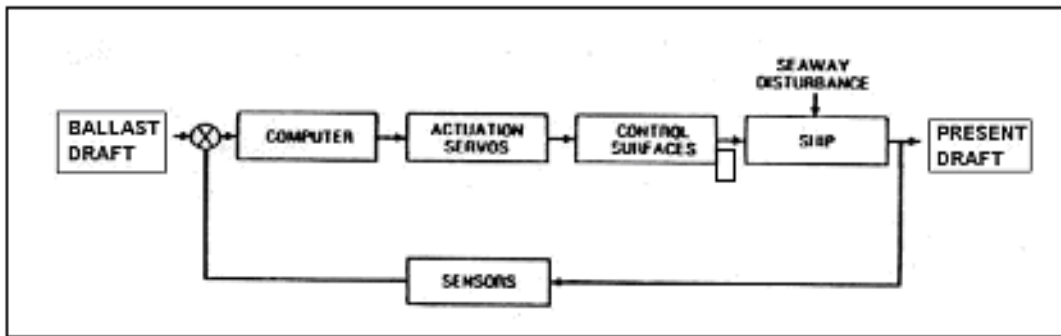 SEAWAY
DISTURBANCE
BALLAST
DRAFT
COMPUTER
ACTUATION
SERVOS
CONTROL
SURFACES
SHIP
PRESENT
DRAFT
SENSORS